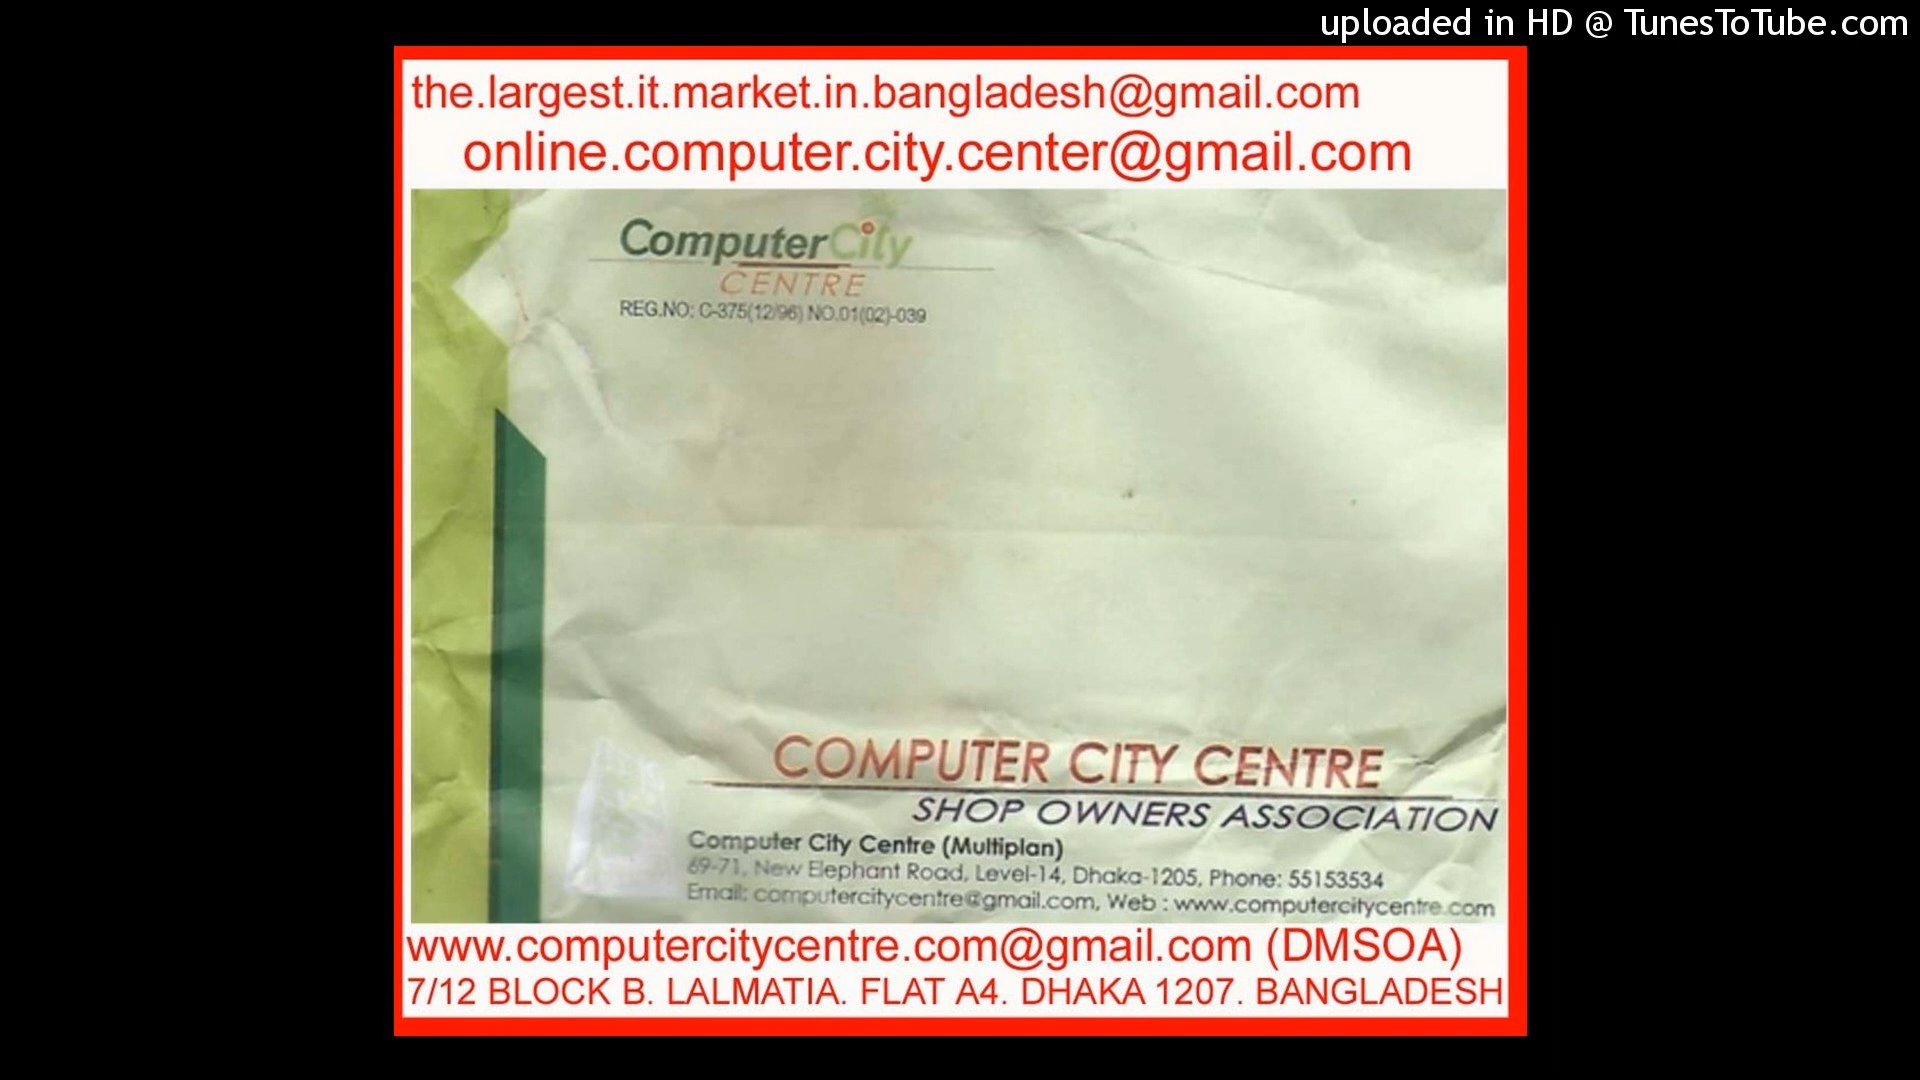 uploaded in HD @ TunesToTube.com
the.largest.it.market.in.bangladesh@gmail.com
online.computer.city.center@gmail.com
ComputerCity
CENTRE
REG.NO: C-375(12/96) NO.01(02)-039
COMPUTER CITY CENTRE
SHOP OWNERS ASSOCIATION
Computer City Centre (Multiplan)
69-71, New Elephant Road, Level-14, Dhaka-1205, Phone: 55153534
Email: computercitycentre@gmail.com, Web : www.computercitycentre.com
www.computercitycentre.com@gmail.com (DMSOA)
7/12 BLOCK B. LALMATIA. FLAT A4. DHAKA 1207. BANGLADESH